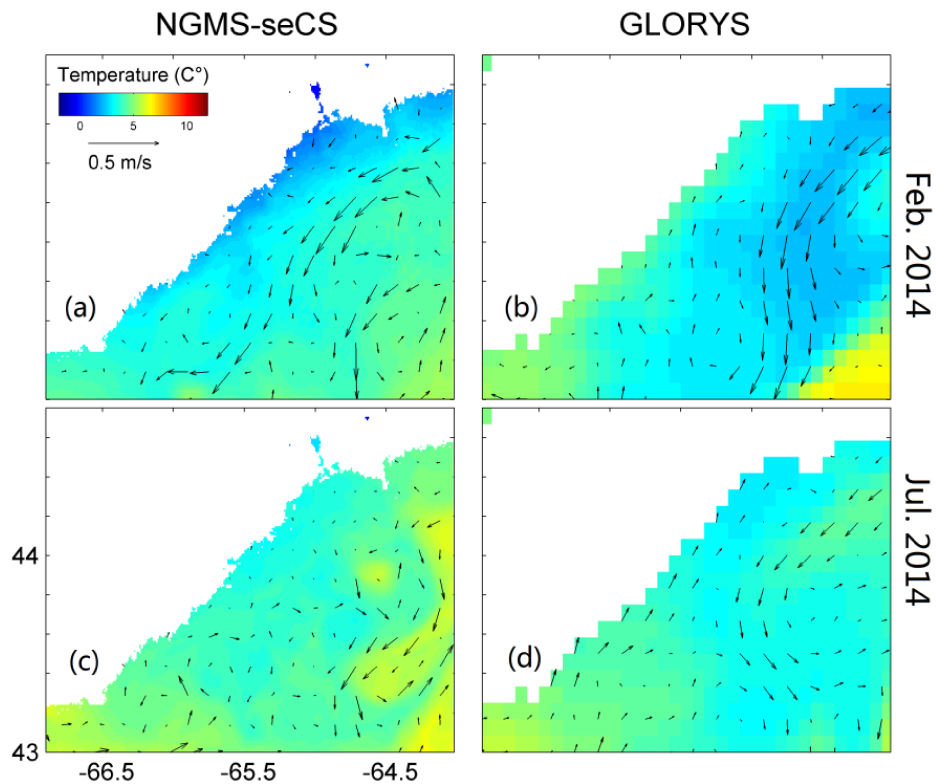 NGMS-seCS GLORYS
Temperature (C°)
0 5 10
0.5 m/s
(a)
(b)
Feb. 2014
(c)
(d)
Jul. 2014
44
43
-66.5 -65.5 -64.5